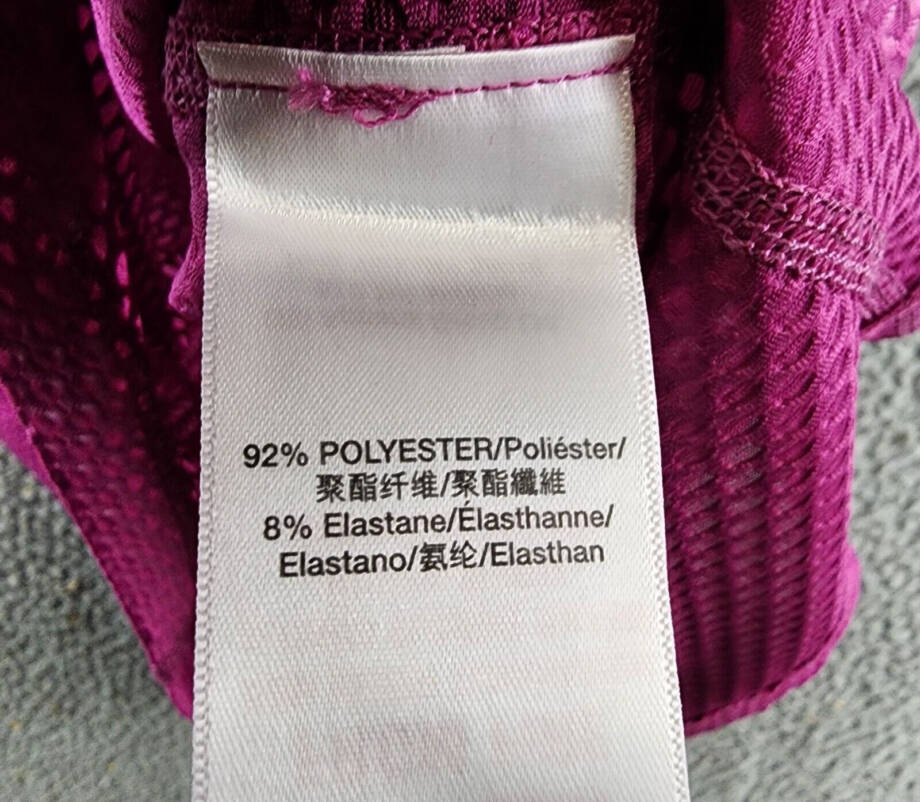 92% POLYESTER/Poliéster/
聚酯纤维/聚酯纖維
8% Elastane/Élasthanne/
Elastano/氨纶/Elasthan